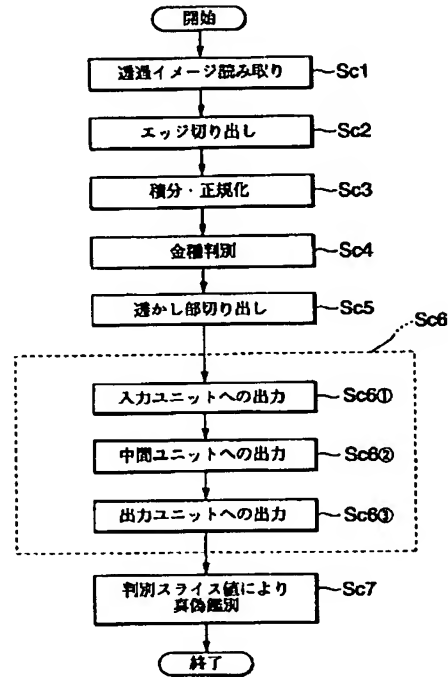 開始
透過イメージ読み取り Sc1
エッジ切り出し Sc2
積分・正規化 Sc3
金種判別 Sc4
透かし部切り出し Sc5
Sc6
入力ユニットへの出力 Sc6①
中間ユニットへの出力 Sc6②
出力ユニットへの出力 Sc6③
判別スライス値により Sc7
真偽鑑別
終了